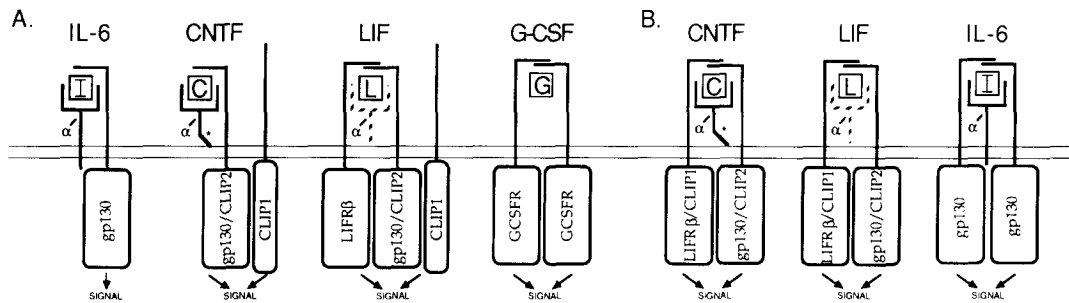 A.
IL-6
CNTF
LIF
G-CSF
B.
CNTF
LIF
IL-6
I
C
L
G
C
L
I
α
α
*
α
α
*
α
α
gp130
gp130/CLIP2
CLIP1
LIFRβ
gp130/CLIP2
CLIP1
GCSFR
GCSFR
LIFRβ/CLIP1
gp130/CLIP2
LIFRβ/CLIP1
gp130/CLIP2
gp130
gp130
SIGNAL
SIGNAL
SIGNAL
SIGNAL
SIGNAL
SIGNAL
SIGNAL